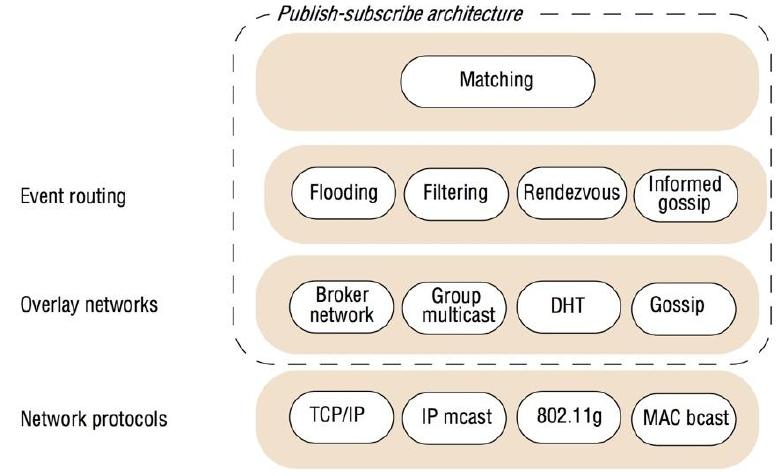 Publish-subscribe architecture
Matching
Event routing
Flooding
Filtering
Rendezvous
Informed
gossip
Overlay networks
Broker
network
Group
multicast
DHT
Gossip
Network protocols
TCP/IP
IP mcast
802.11g
MAC bcast